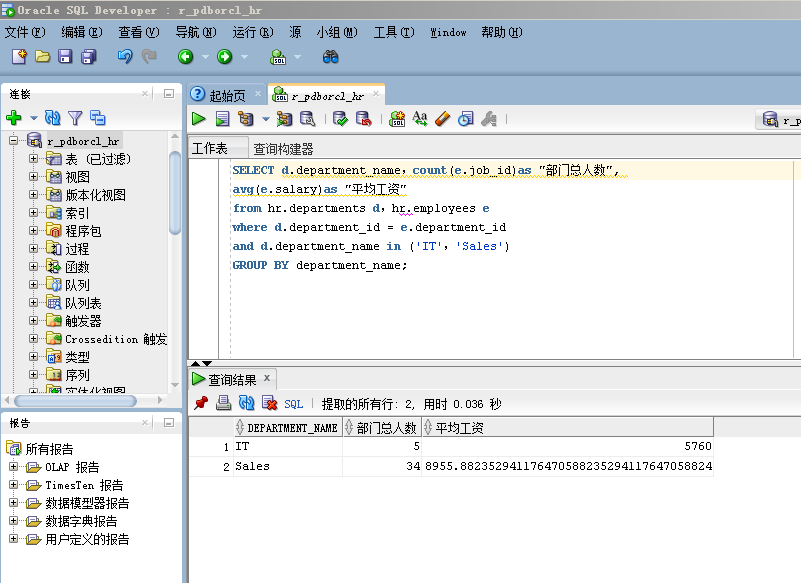 Oracle SQL Developer : r_pdborcl_hr
文件(F) 编辑(E) 查看(V) 导航(N) 运行(R) 源 小组(M) 工具(T) Window 帮助(H)
连接
r_pdborcl_hr
表 (已过滤)
视图
版本化视图
索引
程序包
过程
函数
队列
队列表
触发器
Crossedition 触发
类型
序列
实体化视图
报告
所有报告
OLAP 报告
TimesTen 报告
数据模型器报告
数据字典报告
用户定义的报告
起始页 r_pdborcl_hr
SQL Aa
r_p
工作表 查询构建器
SELECT d.department_name，count(e.job_id)as "部门总人数"，
avg(e.salary)as "平均工资"
from hr.departments d，hr.employees e
where d.department_id = e.department_id
and d.department_name in ('IT'，'Sales')
GROUP BY department_name;
查询结果 x
SQL | 提取的所有行: 2, 用时 0.036 秒
DEPARTMENT_NAME 部门总人数 平均工资
1 IT 5 5760
2 Sales 34 8955.882352941176470588235294117647058824